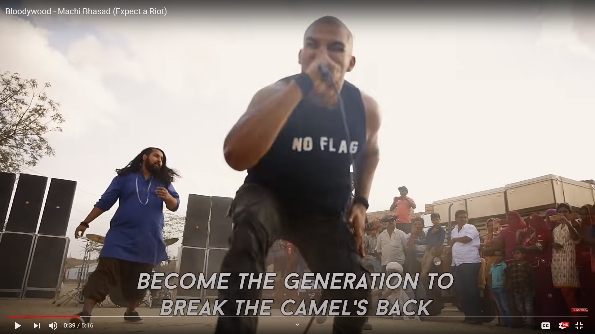 Bloodywood - Machi Bhasad (Expect a Riot)
NO FLAG
BECOME THE GENERATION TO
BREAK THE CAMEL'S BACK
0:39 / 5:16